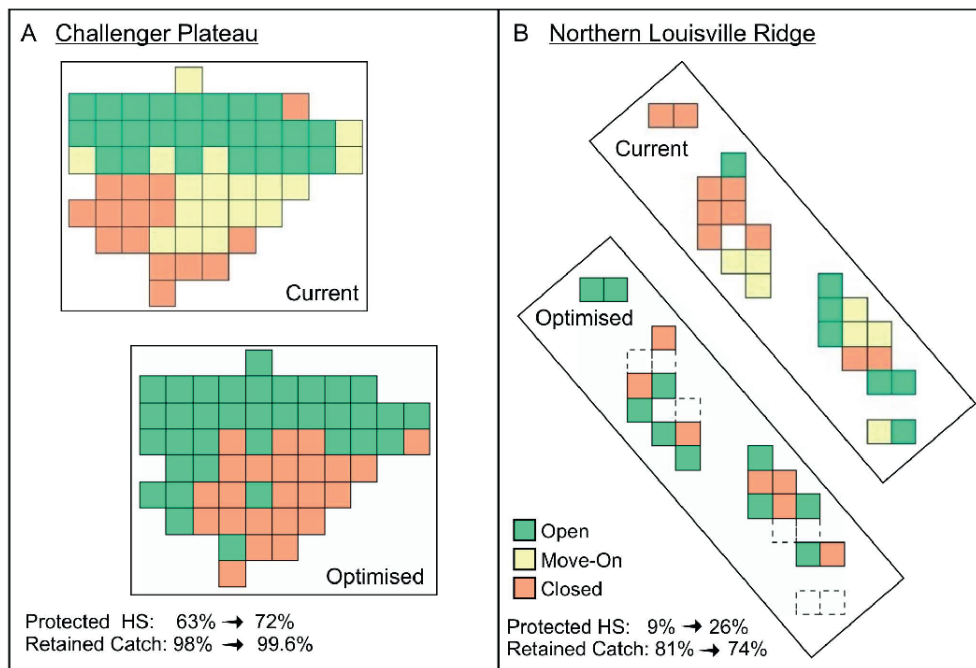 A Challenger Plateau
Current
Optimised
Protected HS: 63% → 72%
Retained Catch: 98% → 99.6%
B Northern Louisville Ridge
Current
Optimised
Open
Move-On
Closed
Protected HS: 9% → 26%
Retained Catch: 81% → 74%